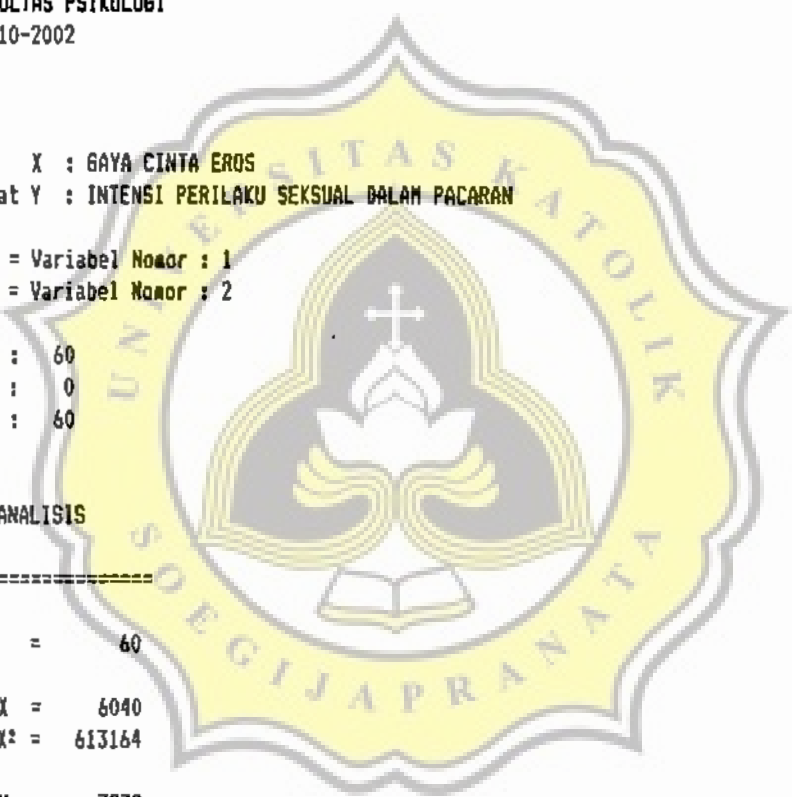 PSIKOLOGI
10-2002
X : GAYA CINTA EROS
at Y : INTENSI PERILAKU SEKSUAL DALAM PACARAN
= Variabel Nomor : 1
= Variabel Nomor : 2
: 60
: 0
: 60
ANALISIS
===============
= 60
X = 6040
X² = 613164
UNIVERSITAS KATOLIK
SOEGIJAPRANATA